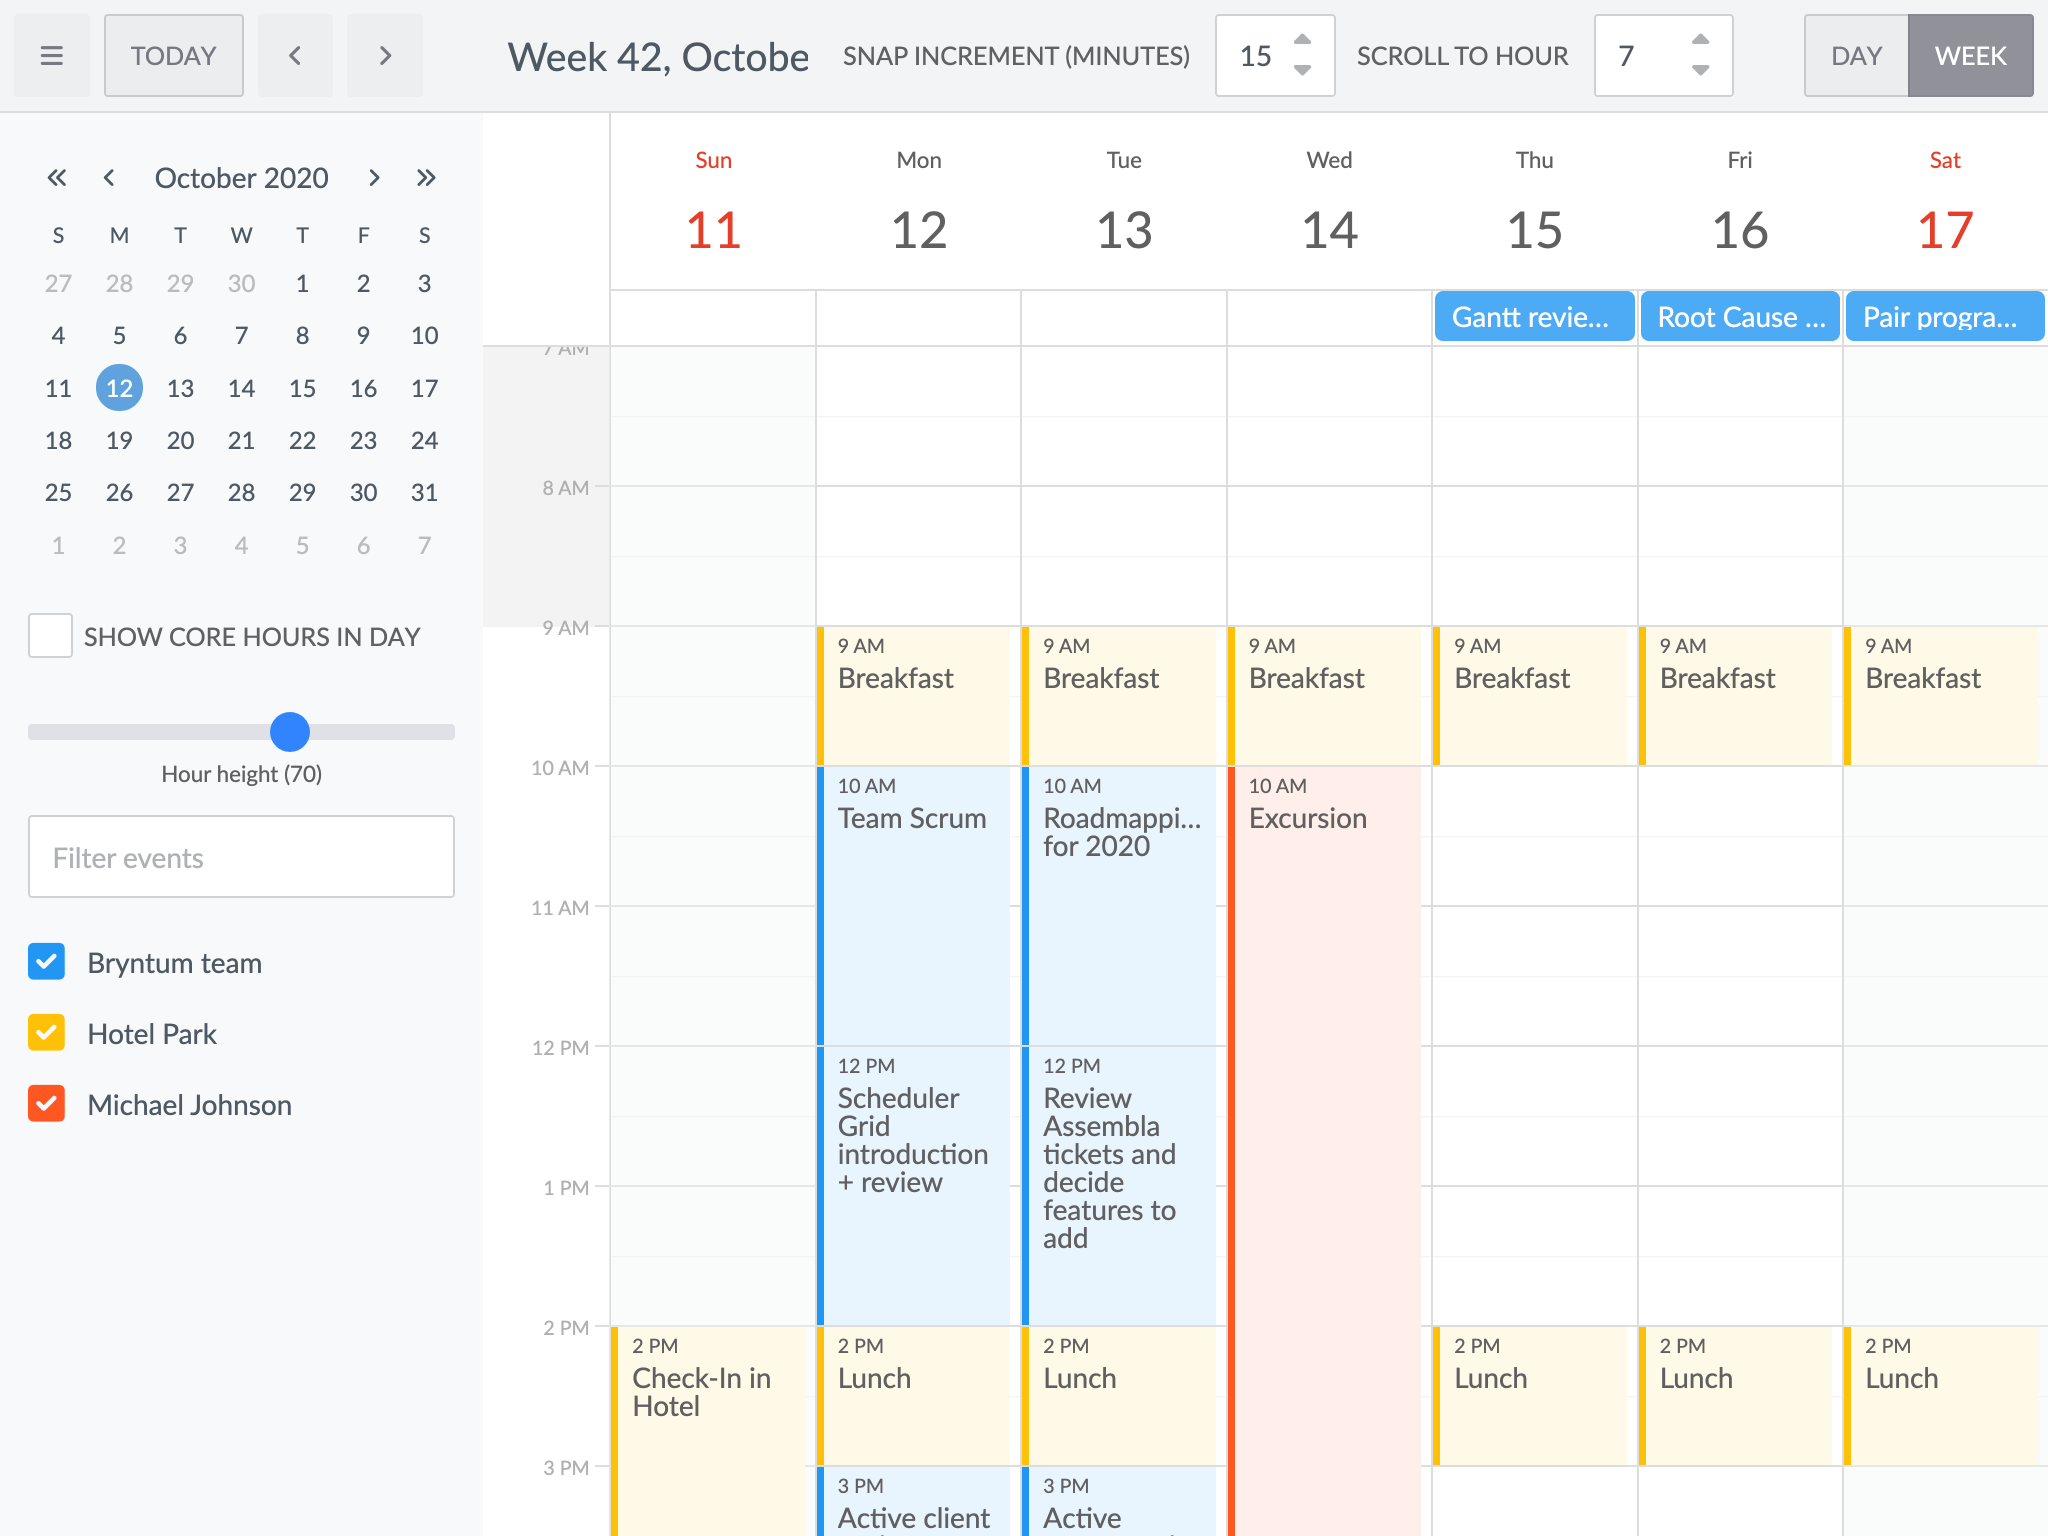 TODAY
Week 42, Octobe
SNAP INCREMENT (MINUTES)
15
SCROLL TO HOUR
7
DAY
WEEK
October 2020
S M T W T F S
27 28 29 30 1 2 3
4 5 6 7 8 9 10
11 12 13 14 15 16 17
18 19 20 21 22 23 24
25 26 27 28 29 30 31
1 2 3 4 5 6 7
SHOW CORE HOURS IN DAY
Hour height (70)
Filter events
Bryntum team
Hotel Park
Michael Johnson
Sun Mon Tue Wed Thu Fri Sat
11 12 13 14 15 16 17
Gantt revie...
Root Cause ...
Pair progra...
7 AM
8 AM
9 AM
10 AM
11 AM
12 PM
1 PM
2 PM
3 PM
2 PM
Check-In in
Hotel
9 AM
Breakfast
10 AM
Team Scrum
12 PM
Scheduler
Grid
introduction
+ review
2 PM
Lunch
3 PM
Active client
9 AM
Breakfast
10 AM
Roadmappi...
for 2020
12 PM
Review
Assembla
tickets and
decide
features to
add
2 PM
Lunch
3 PM
Active
9 AM
Breakfast
10 AM
Excursion
9 AM
Breakfast
2 PM
Lunch
9 AM
Breakfast
2 PM
Lunch
9 AM
Breakfast
2 PM
Lunch